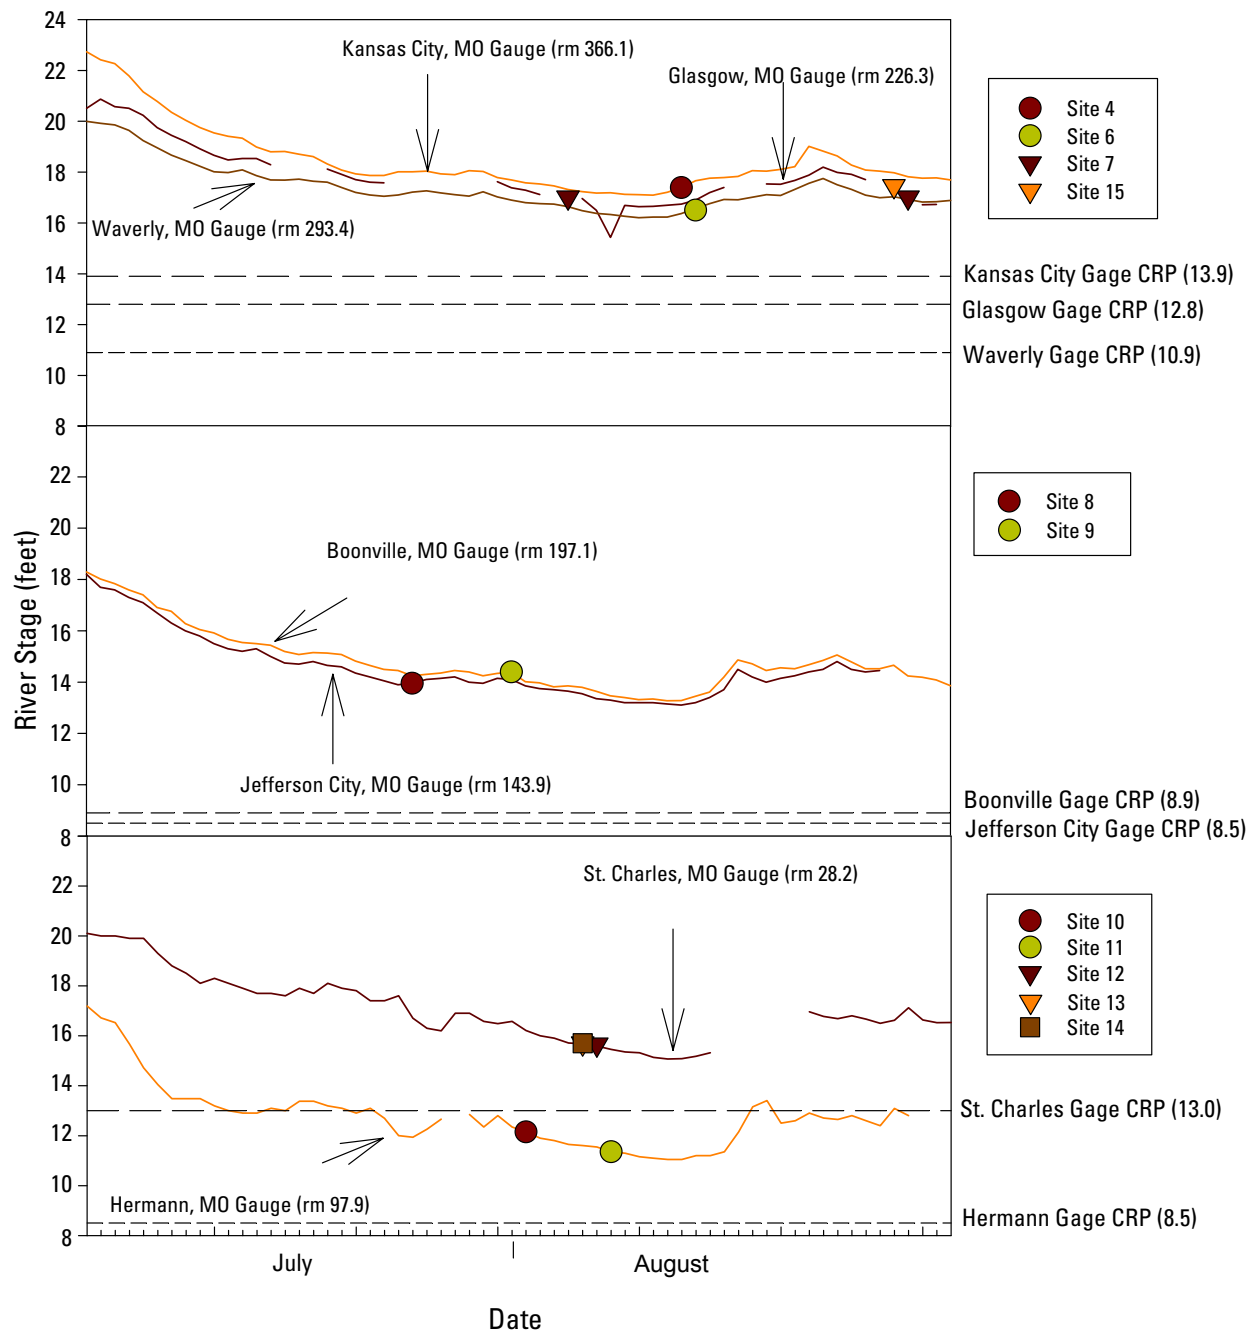 24
22
20
18
16
14
12
10
8
Kansas City, MO Gauge (rm 366.1)
Glasgow, MO Gauge (rm 226.3)
Waverly, MO Gauge (rm 293.4)
Site 4
Site 6
Site 7
Site 15
Kansas City Gage CRP (13.9)
Glasgow Gage CRP (12.8)
Waverly Gage CRP (10.9)
River Stage (feet)
22
20
18
16
14
12
10
8
Boonville, MO Gauge (rm 197.1)
Jefferson City, MO Gauge (rm 143.9)
Site 8
Site 9
Boonville Gage CRP (8.9)
Jefferson City Gage CRP (8.5)
22
20
18
16
14
12
10
8
St. Charles, MO Gauge (rm 28.2)
Hermann, MO Gauge (rm 97.9)
Site 10
Site 11
Site 12
Site 13
Site 14
St. Charles Gage CRP (13.0)
Hermann Gage CRP (8.5)
July
August
Date